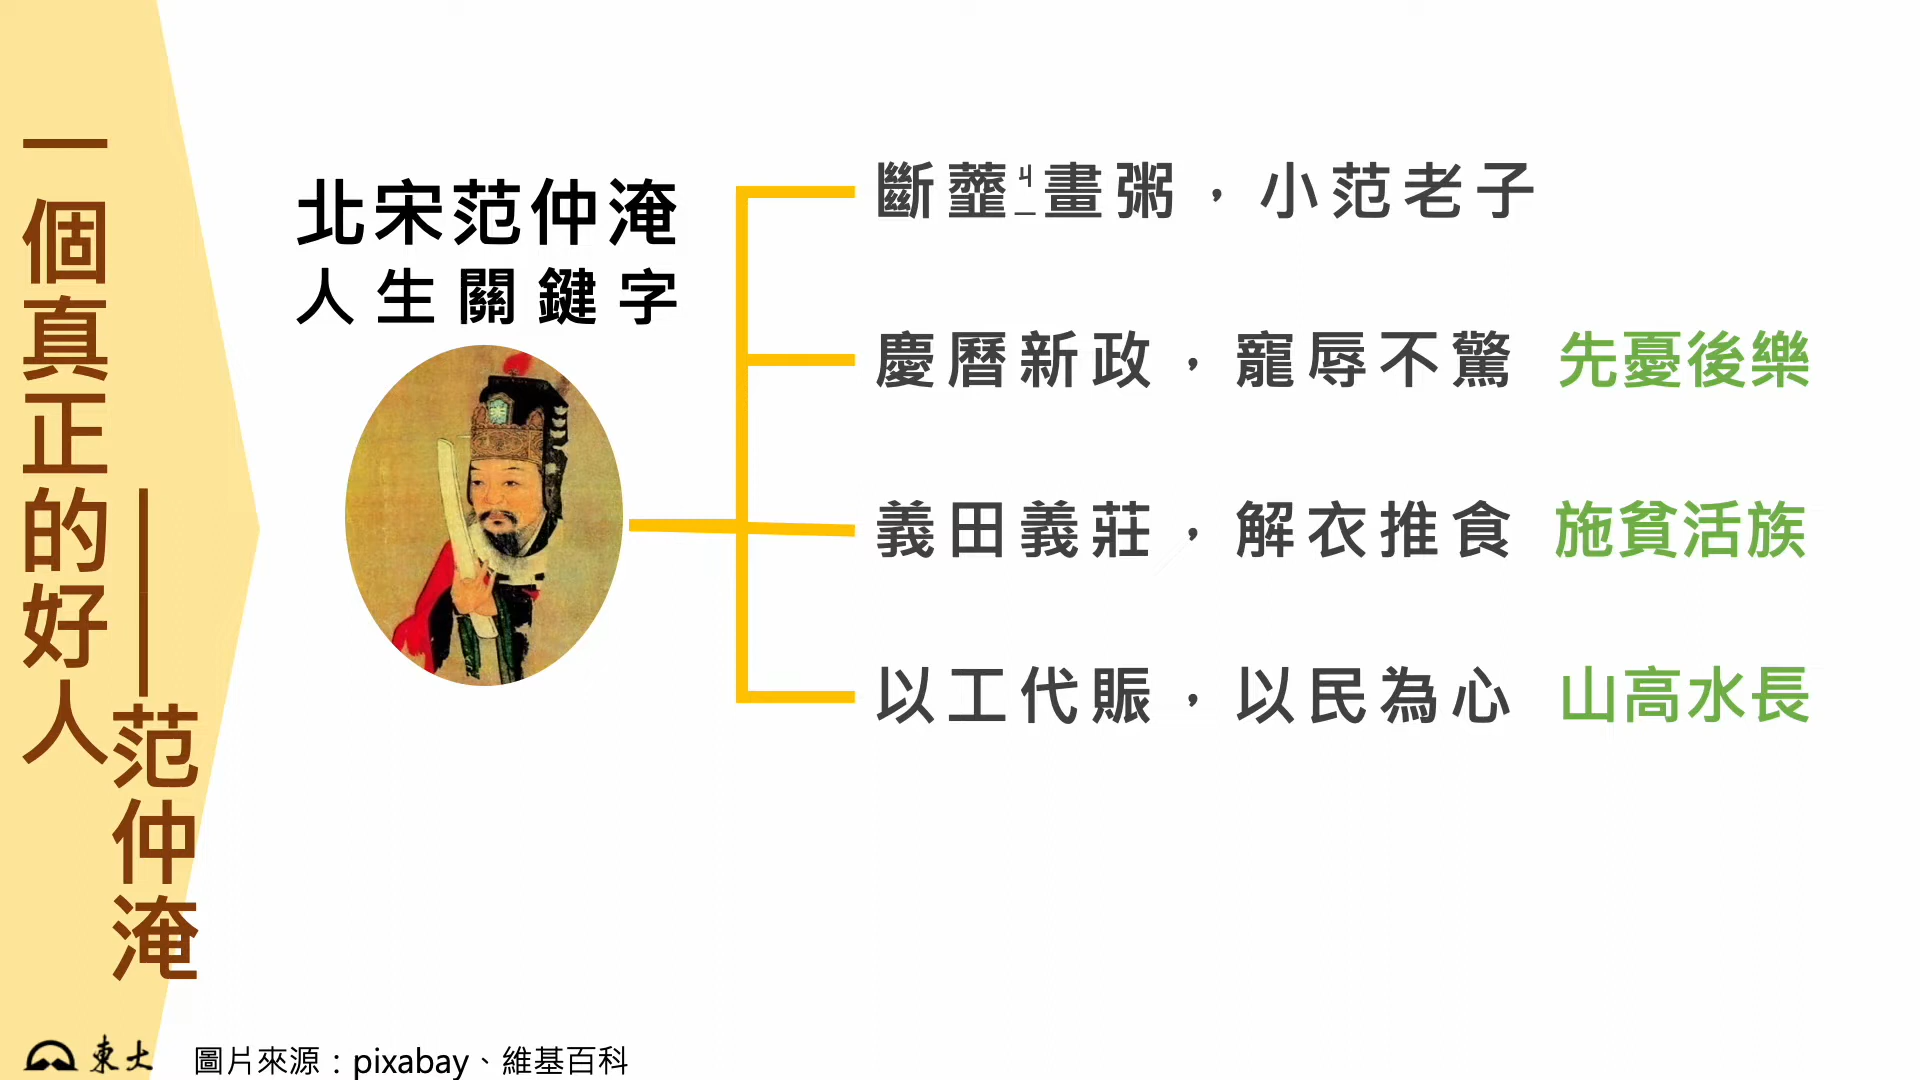 一個真正的好人
──范仲淹
北宋范仲淹
人生關鍵字
斷虀ㄐ一畫粥，小范老子
慶曆新政，寵辱不驚 先憂後樂
義田義莊，解衣推食 施貧活族
以工代賑，以民為心 山高水長
東大 圖片來源：pixabay、維基百科